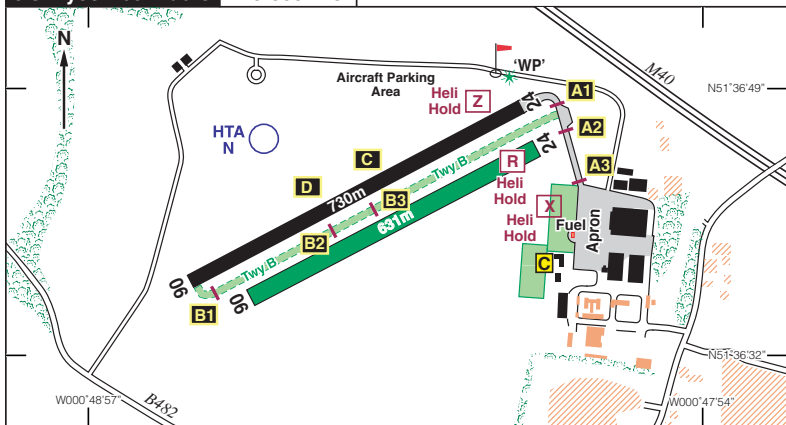 N
M40
'WP'
Aircraft Parking
Area
N51°36'49"
Heli
Hold
Z
24
A1
A2
HTA
N
24
C
R
Twy B
A3
Heli
Hold
D
730m
B3
X
Heli
Hold
631m
Fuel
Apron
B2
Twy B
C
06
06
B1
N51°36'32"
W000°48'57"
B482
W000°47'54"